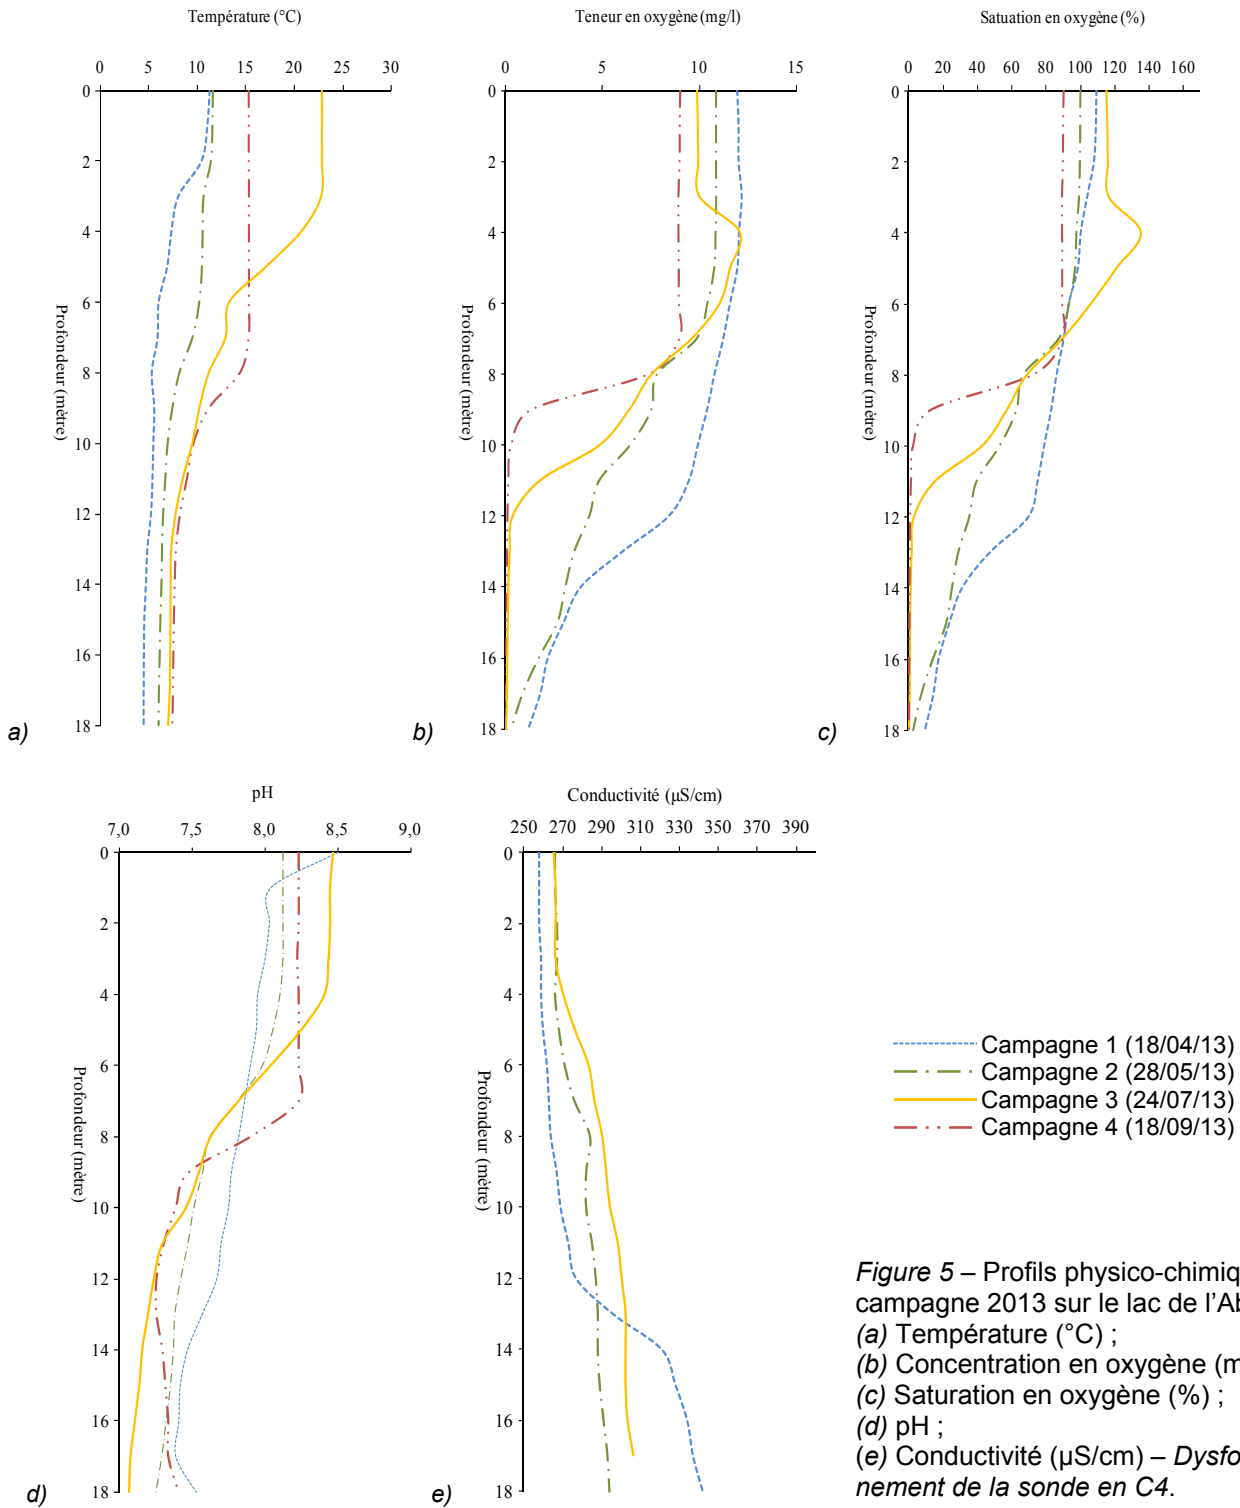 Température (°C)
Teneur en oxygène (mg/l)
Satuation en oxygène (%)
0 5 10 15 20 25 30
0 5 10 15
0 20 40 60 80 100 120 140 160
0
2
4
6
8
10
12
14
16
18
Profondeur (mètre)
a)
0
2
4
6
8
10
12
14
16
18
Profondeur (mètre)
b)
0
2
4
6
8
10
12
14
16
18
Profondeur (mètre)
c)
pH
Conductivité (µS/cm)
7,0 7,5 8,0 8,5 9,0
250 270 290 310 330 350 370 390
0
2
4
6
8
10
12
14
16
18
Profondeur (mètre)
d)
0
2
4
6
8
10
12
14
16
18
Profondeur (mètre)
e)
Campagne 1 (18/04/13)
Campagne 2 (28/05/13)
Campagne 3 (24/07/13)
Campagne 4 (18/09/13)
Figure 5 – Profils physico-chimiq
campagne 2013 sur le lac de l’Ab
(a) Température (°C) ;
(b) Concentration en oxygène (m
(c) Saturation en oxygène (%) ;
(d) pH ;
(e) Conductivité (µS/cm) – Dysfo
nement de la sonde en C4.